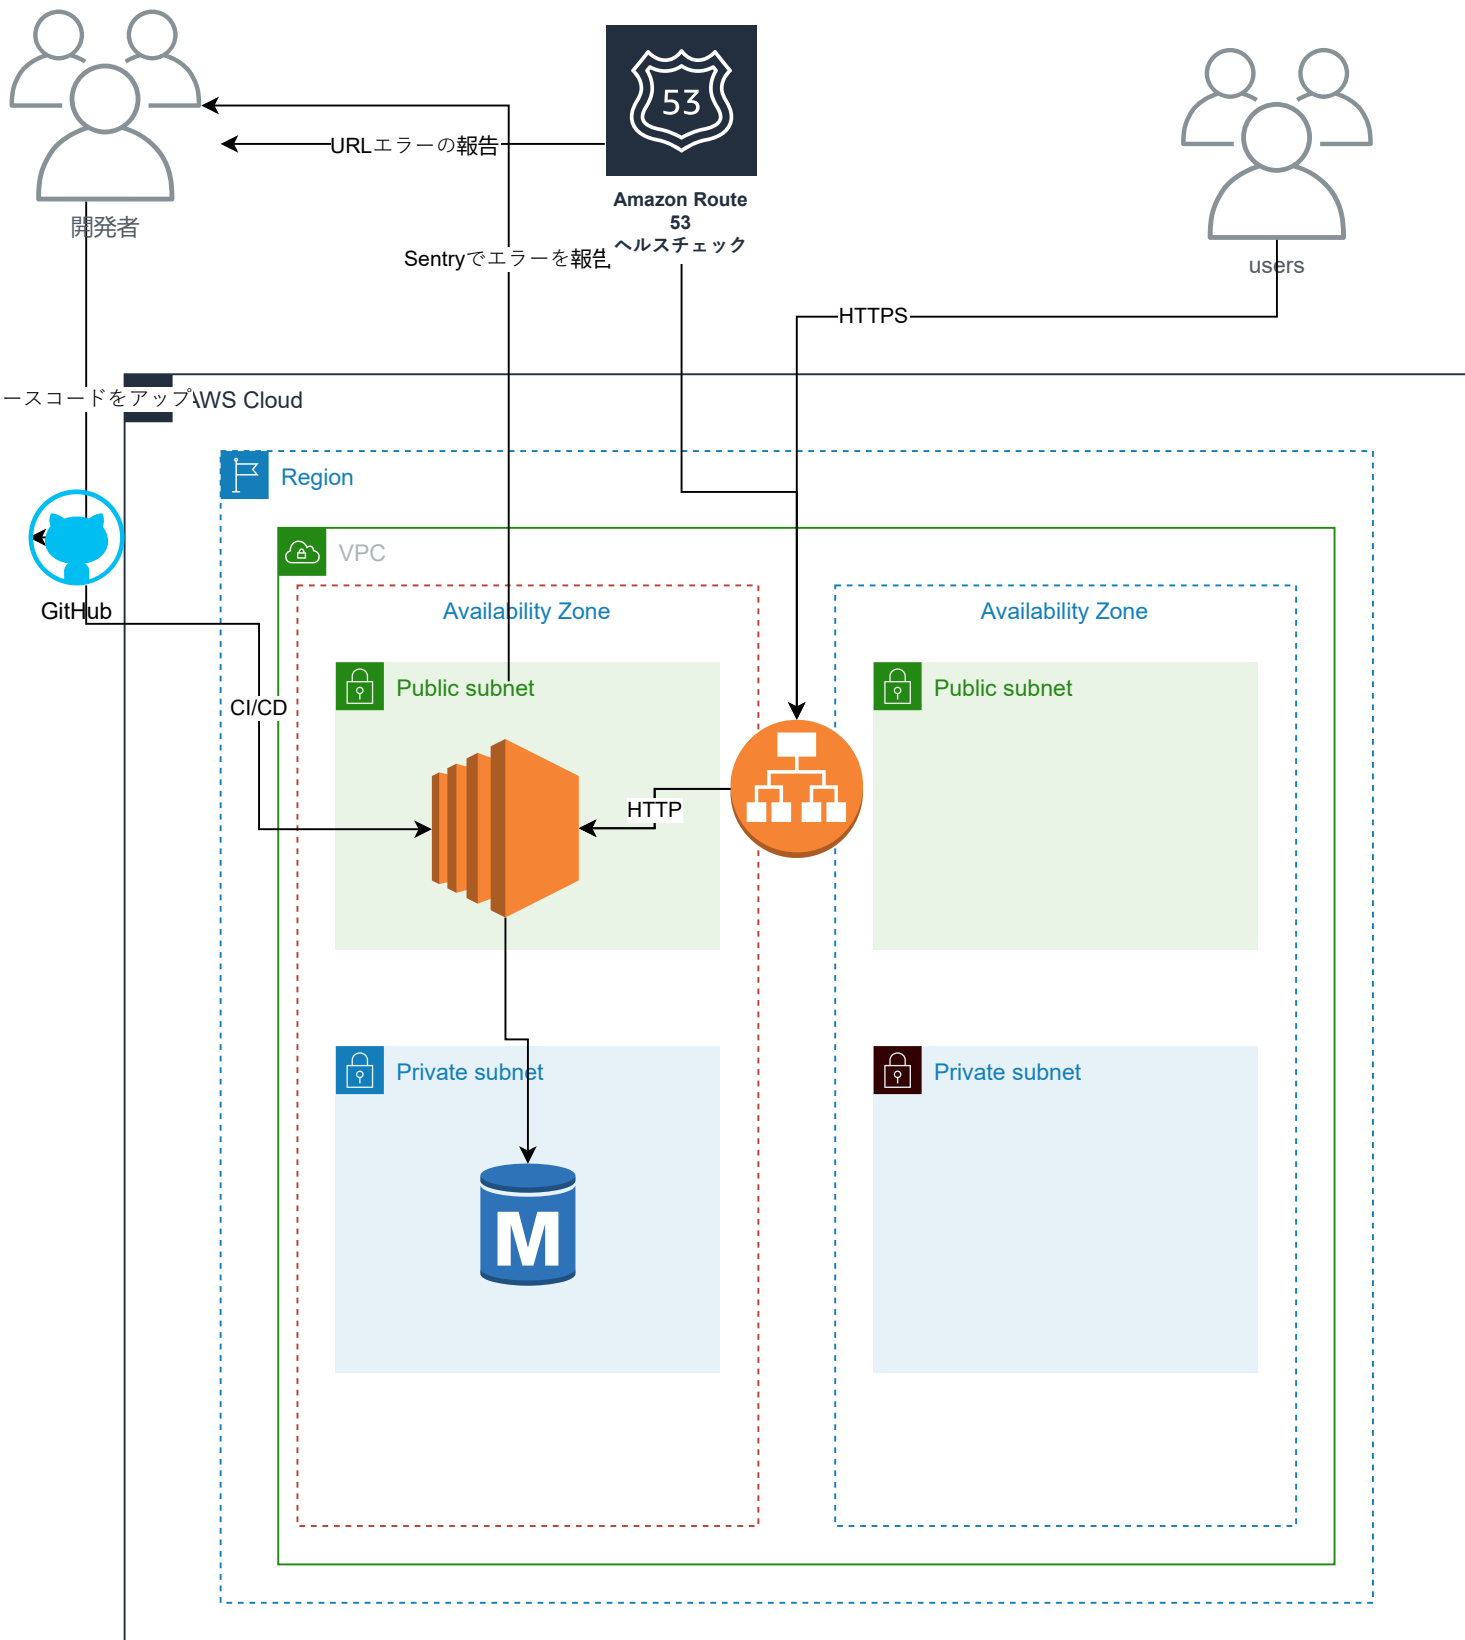 53
URLエラーの報告
Amazon Route
53
ヘルスチェック
開発者
Sentryでエラーを報告
users
HTTPS
ースコードをアップ
AWS Cloud
Region
VPC
GitHub
Availability Zone
Availability Zone
Public subnet
Public subnet
CI/CD
HTTP
Private subnet
Private subnet
M